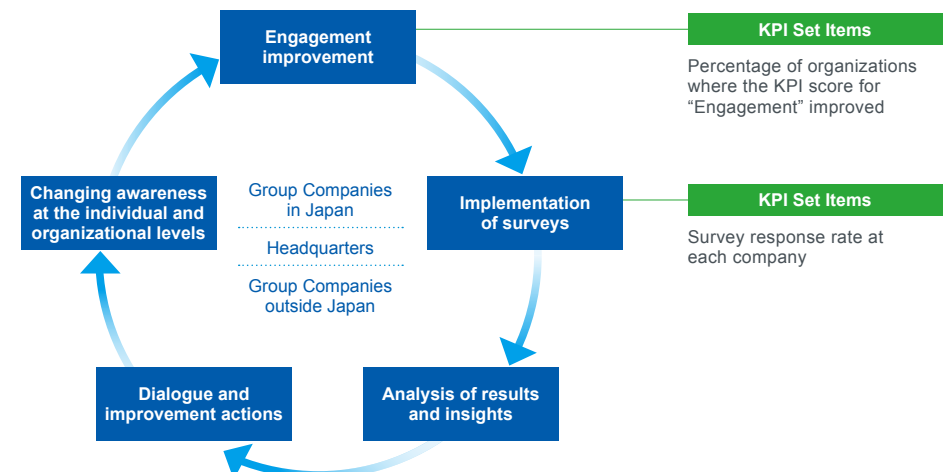 Engagement
improvement
KPI Set Items
Percentage of organizations
where the KPI score for
“Engagement” improved
Changing awareness
at the individual and
organizational levels
Group Companies
in Japan
Headquarters
Group Companies
outside Japan
Implementation
of surveys
KPI Set Items
Survey response rate at
each company
Dialogue and
improvement actions
Analysis of results
and insights